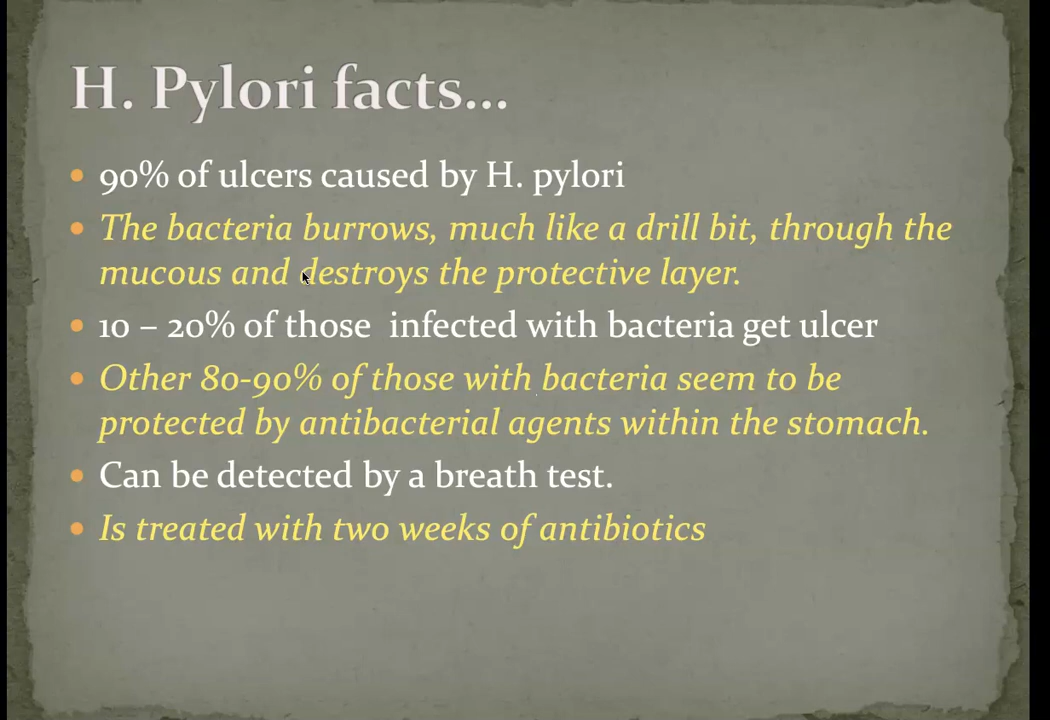 H. Pylori facts...
• 90% of ulcers caused by H. pylori
• The bacteria burrows, much like a drill bit, through the
mucous and destroys the protective layer.
• 10 – 20% of those  infected with bacteria get ulcer
• Other 80-90% of those with bacteria seem to be
protected by antibacterial agents within the stomach.
• Can be detected by a breath test.
• Is treated with two weeks of antibiotics